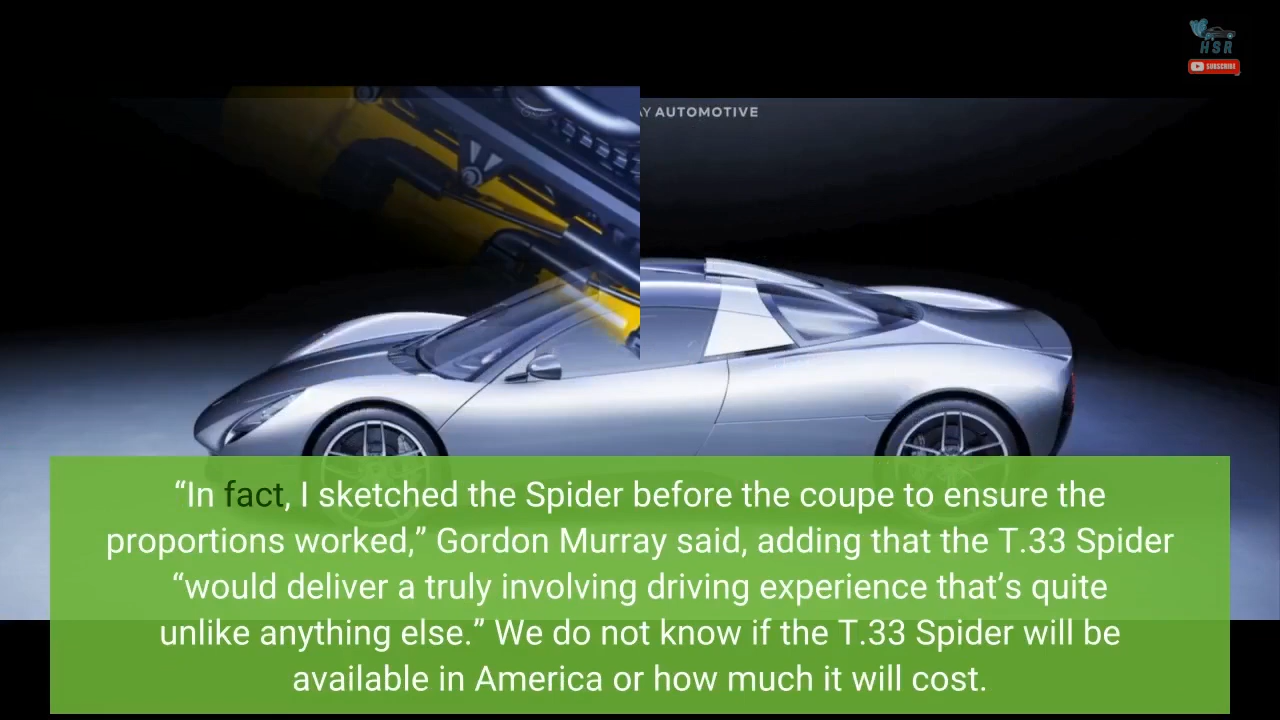 HSR
SUBSCRIBE
AY AUTOMOTIVE
“In fact, I sketched the Spider before the coupe to ensure the
proportions worked,” Gordon Murray said, adding that the T.33 Spider
“would deliver a truly involving driving experience that’s quite
unlike anything else.” We do not know if the T.33 Spider will be
available in America or how much it will cost.